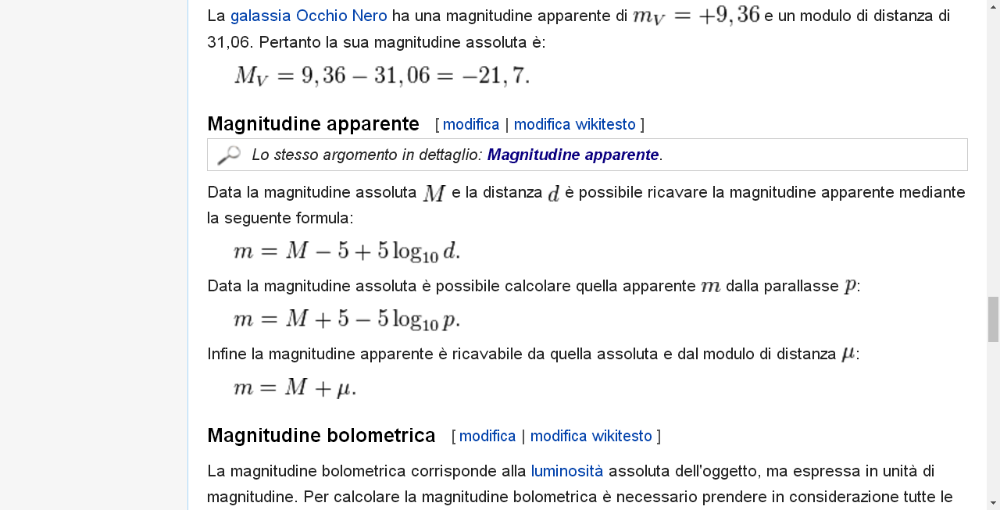 La galassia Occhio Nero ha una magnitudine apparente di m_V = +9, 36 e un modulo di distanza di
31,06. Pertanto la sua magnitudine assoluta è:
M_V = 9, 36 − 31, 06 = −21, 7.
Magnitudine apparente [ modifica | modifica wikitesto ]
Lo stesso argomento in dettaglio: Magnitudine apparente.
Data la magnitudine assoluta M e la distanza d è possibile ricavare la magnitudine apparente mediante
la seguente formula:
m = M − 5 + 5 log₁₀ d.
Data la magnitudine assoluta è possibile calcolare quella apparente m dalla parallasse p:
m = M + 5 − 5 log₁₀ p.
Infine la magnitudine apparente è ricavabile da quella assoluta e dal modulo di distanza μ:
m = M + μ.
Magnitudine bolometrica [ modifica | modifica wikitesto ]
La magnitudine bolometrica corrisponde alla luminosità assoluta dell'oggetto, ma espressa in unità di
magnitudine. Per calcolare la magnitudine bolometrica è necessario prendere in considerazione tutte le